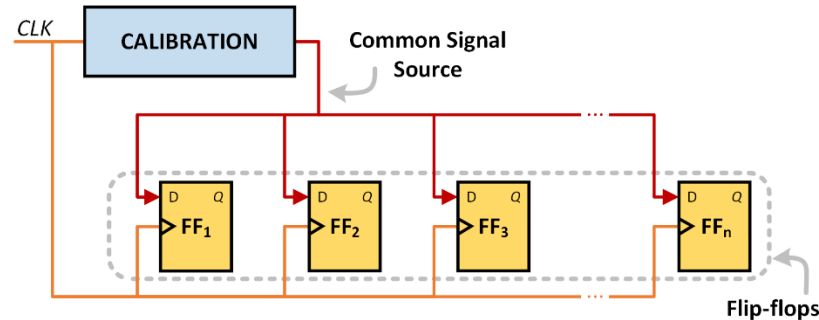 CLK
CALIBRATION
Common Signal
Source
...
D Q
FF₁
D Q
FF₂
D Q
FF₃
D Q
FFₙ
...
Flip-flops